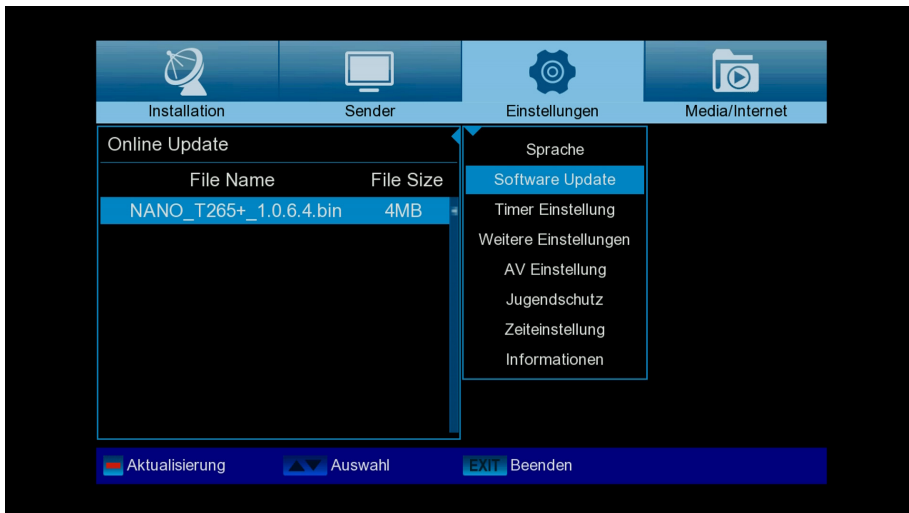 Installation
Sender
Einstellungen
Media/Internet
Online Update
File Name File Size
NANO_T265+_1.0.6.4.bin 4MB
Sprache
Software Update
Timer Einstellung
Weitere Einstellungen
AV Einstellung
Jugendschutz
Zeiteinstellung
Informationen
Aktualisierung
Auswahl
EXIT Beenden